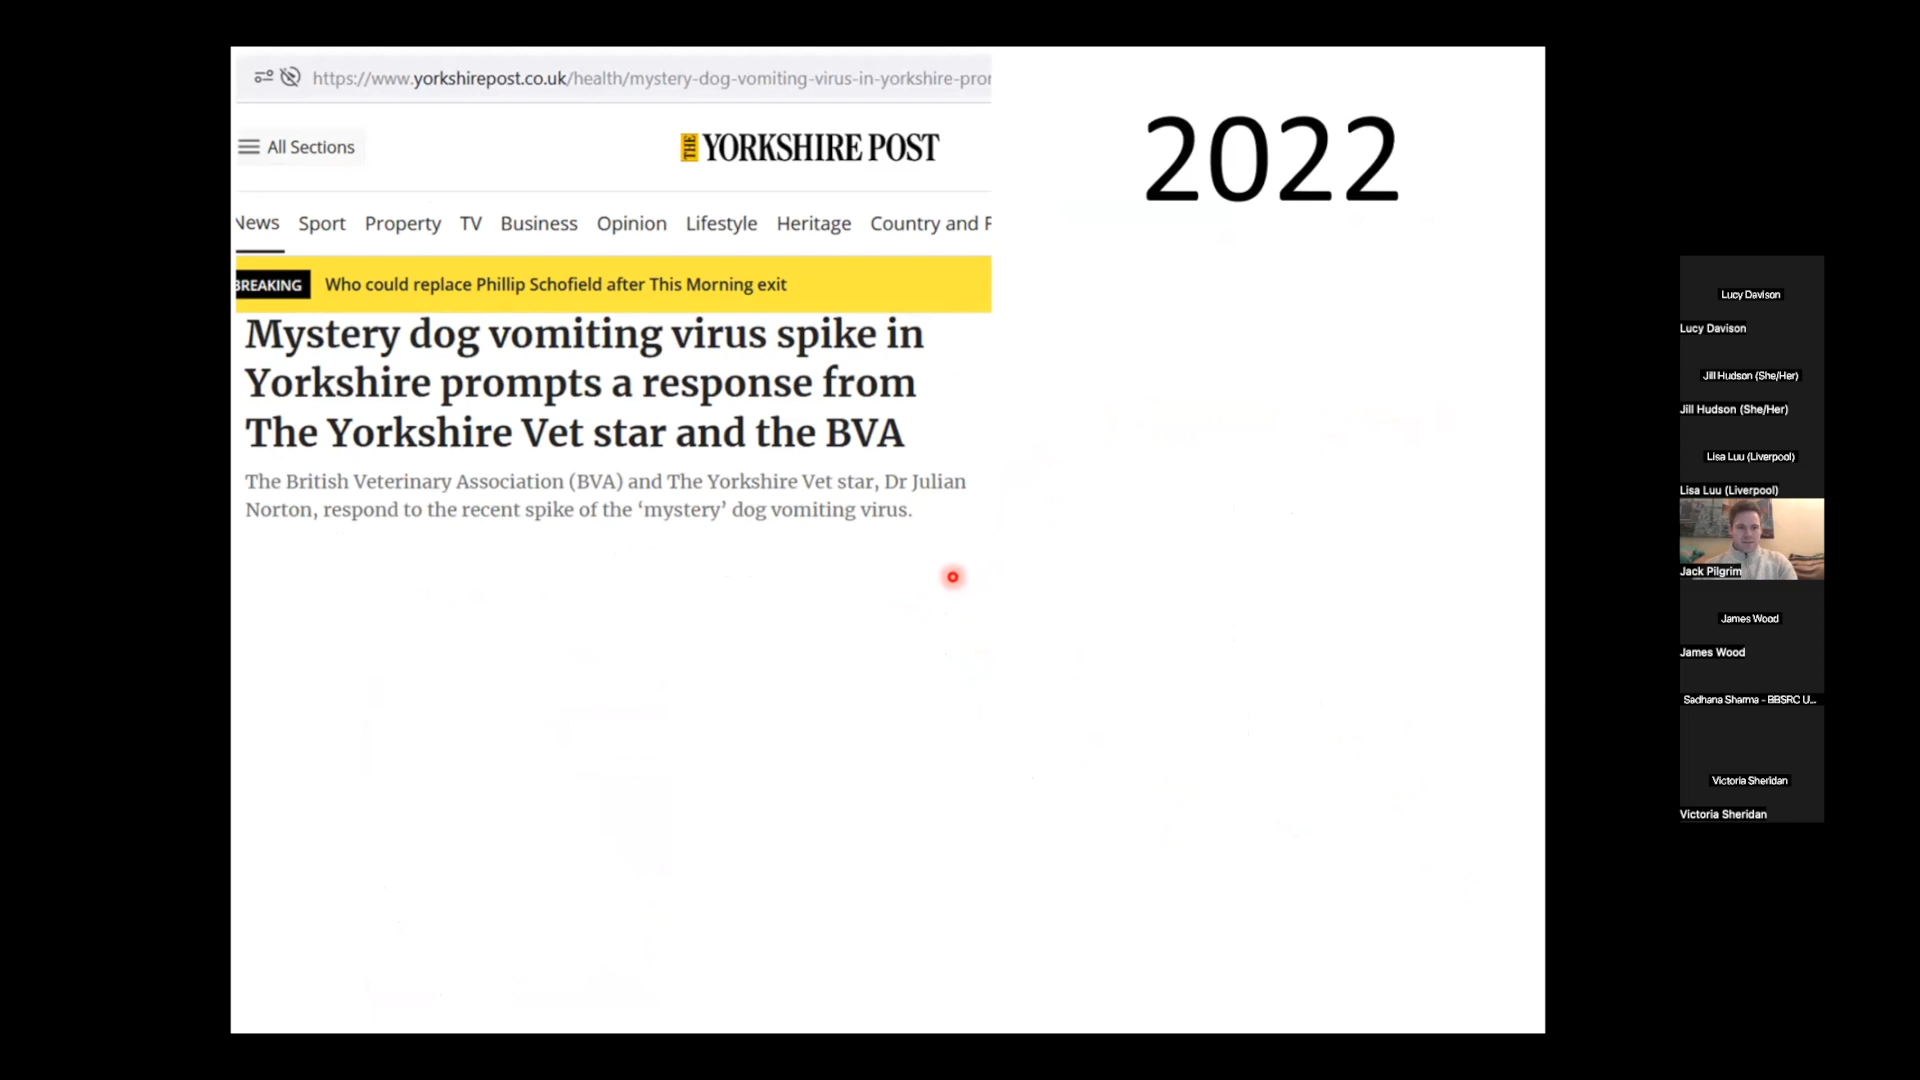 https://www.yorkshirepost.co.uk/health/mystery-dog-vomiting-virus-in-yorkshire-pro
All Sections
THE YORKSHIRE POST
News Sport Property TV Business Opinion Lifestyle Heritage Country and F
BREAKING Who could replace Phillip Schofield after This Morning exit
Mystery dog vomiting virus spike in
Yorkshire prompts a response from
The Yorkshire Vet star and the BVA
The British Veterinary Association (BVA) and The Yorkshire Vet star, Dr Julian
Norton, respond to the recent spike of the ‘mystery’ dog vomiting virus.
2022
Lucy Davison
Lucy Davison
Jill Hudson (She/Her)
Jill Hudson (She/Her)
Lisa Luu (Liverpool)
Lisa Luu (Liverpool)
Jack Pilgrim
James Wood
James Wood
Sadhana Sharma - BBSRC U...
Victoria Sheridan
Victoria Sheridan